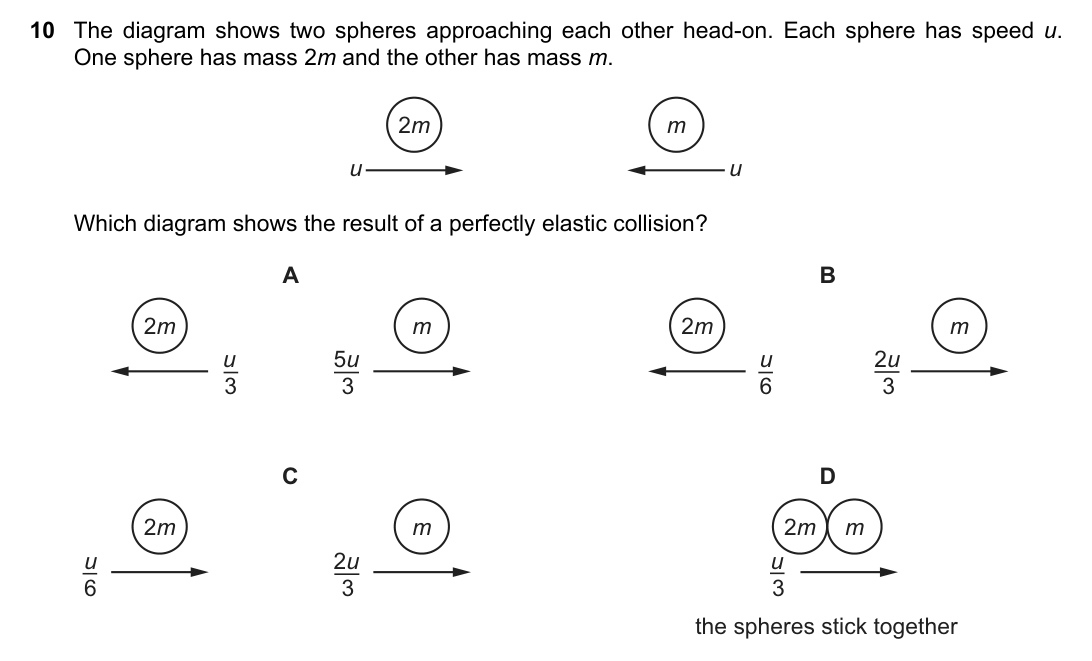 10 The diagram shows two spheres approaching each other head-on. Each sphere has speed u.
One sphere has mass 2m and the other has mass m.
2m
m
u
u
Which diagram shows the result of a perfectly elastic collision?
A
2m
m
u/3
5u/3
B
2m
m
u/6
2u/3
C
2m
m
u/6
2u/3
D
2m
m
u/3
the spheres stick together